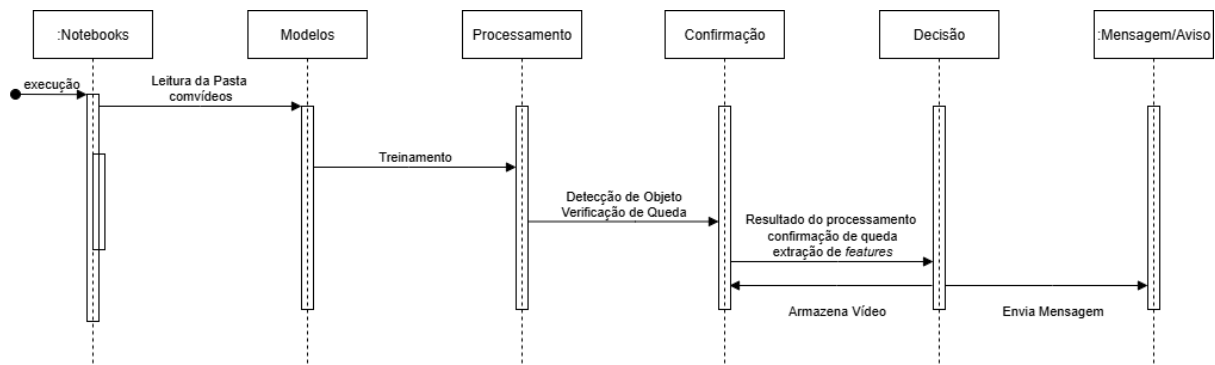 :Notebooks
Modelos
Processamento
Confirmação
Decisão
:Mensagem/Aviso
execução
Leitura da Pasta
comvídeos
Treinamento
Detecção de Objeto
Verificação de Queda
Resultado do processamento
confirmação de queda
extração de features
Armazena Vídeo
Envia Mensagem